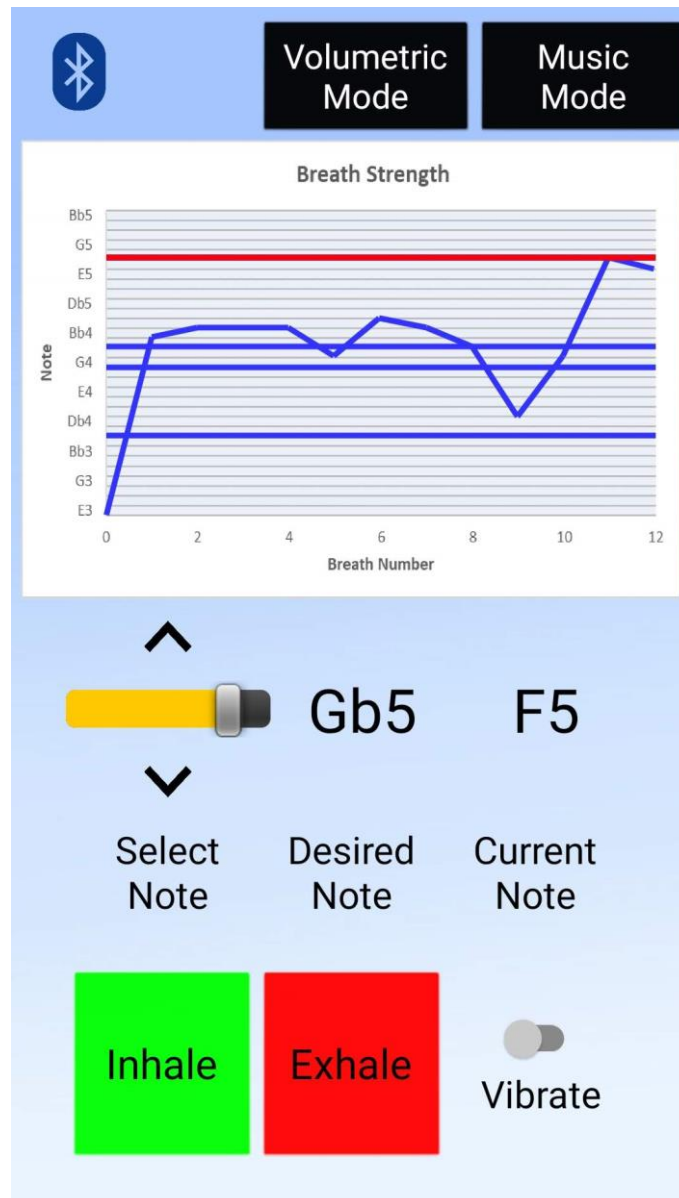 Volumetric
Mode
Music
Mode
Breath Strength
Bb5
G5
E5
Db5
Bb4
G4
E4
Db4
Bb3
G3
E3
Note
0 2 4 6 8 10 12
Breath Number
Gb5 F5
Select
Note
Desired
Note
Current
Note
Inhale
Exhale
Vibrate